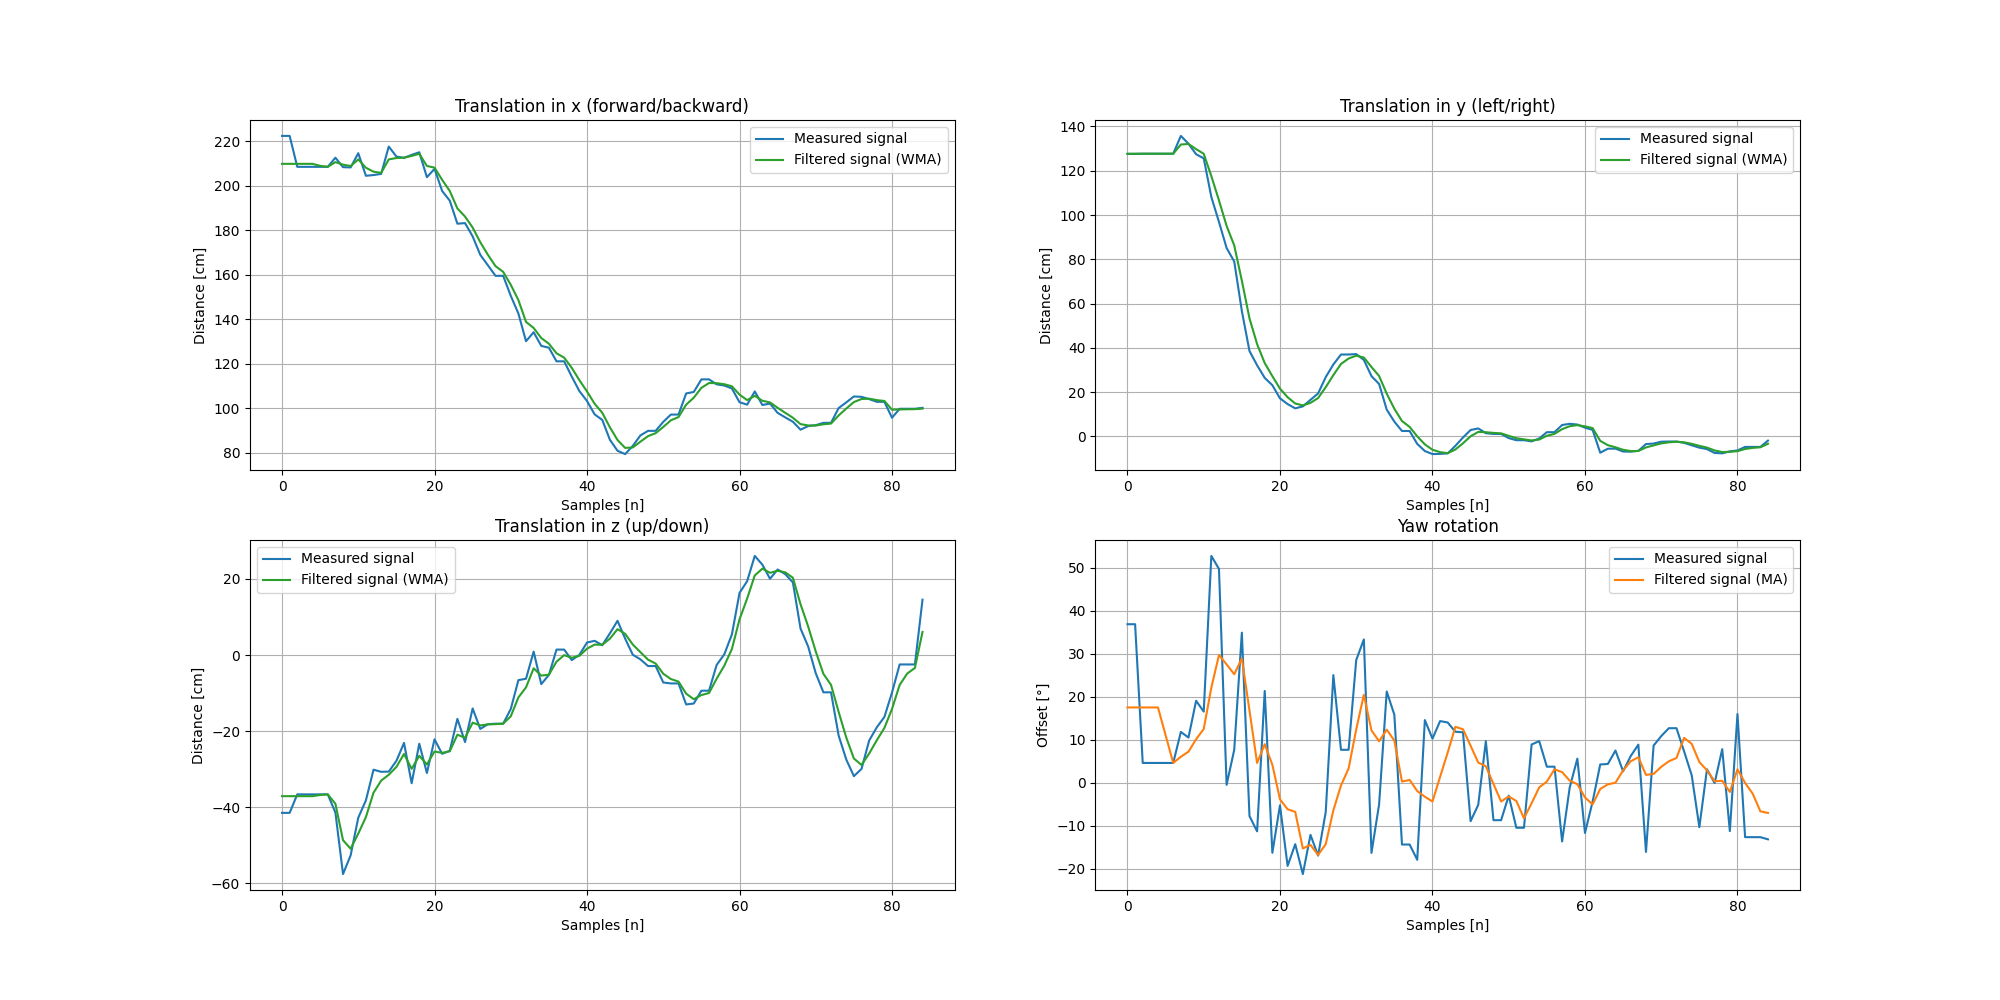 Translation in x (forward/backward)
Distance [cm]
220
200
180
160
140
120
100
80
0 20 40 60 80
Samples [n]
Measured signal
Filtered signal (WMA)
Translation in y (left/right)
Distance [cm]
140
120
100
80
60
40
20
0
0 20 40 60 80
Samples [n]
Measured signal
Filtered signal (WMA)
Translation in z (up/down)
Distance [cm]
20
0
−20
−40
−60
0 20 40 60 80
Samples [n]
Measured signal
Filtered signal (WMA)
Yaw rotation
Offset [°]
50
40
30
20
10
0
−10
−20
0 20 40 60 80
Samples [n]
Measured signal
Filtered signal (MA)